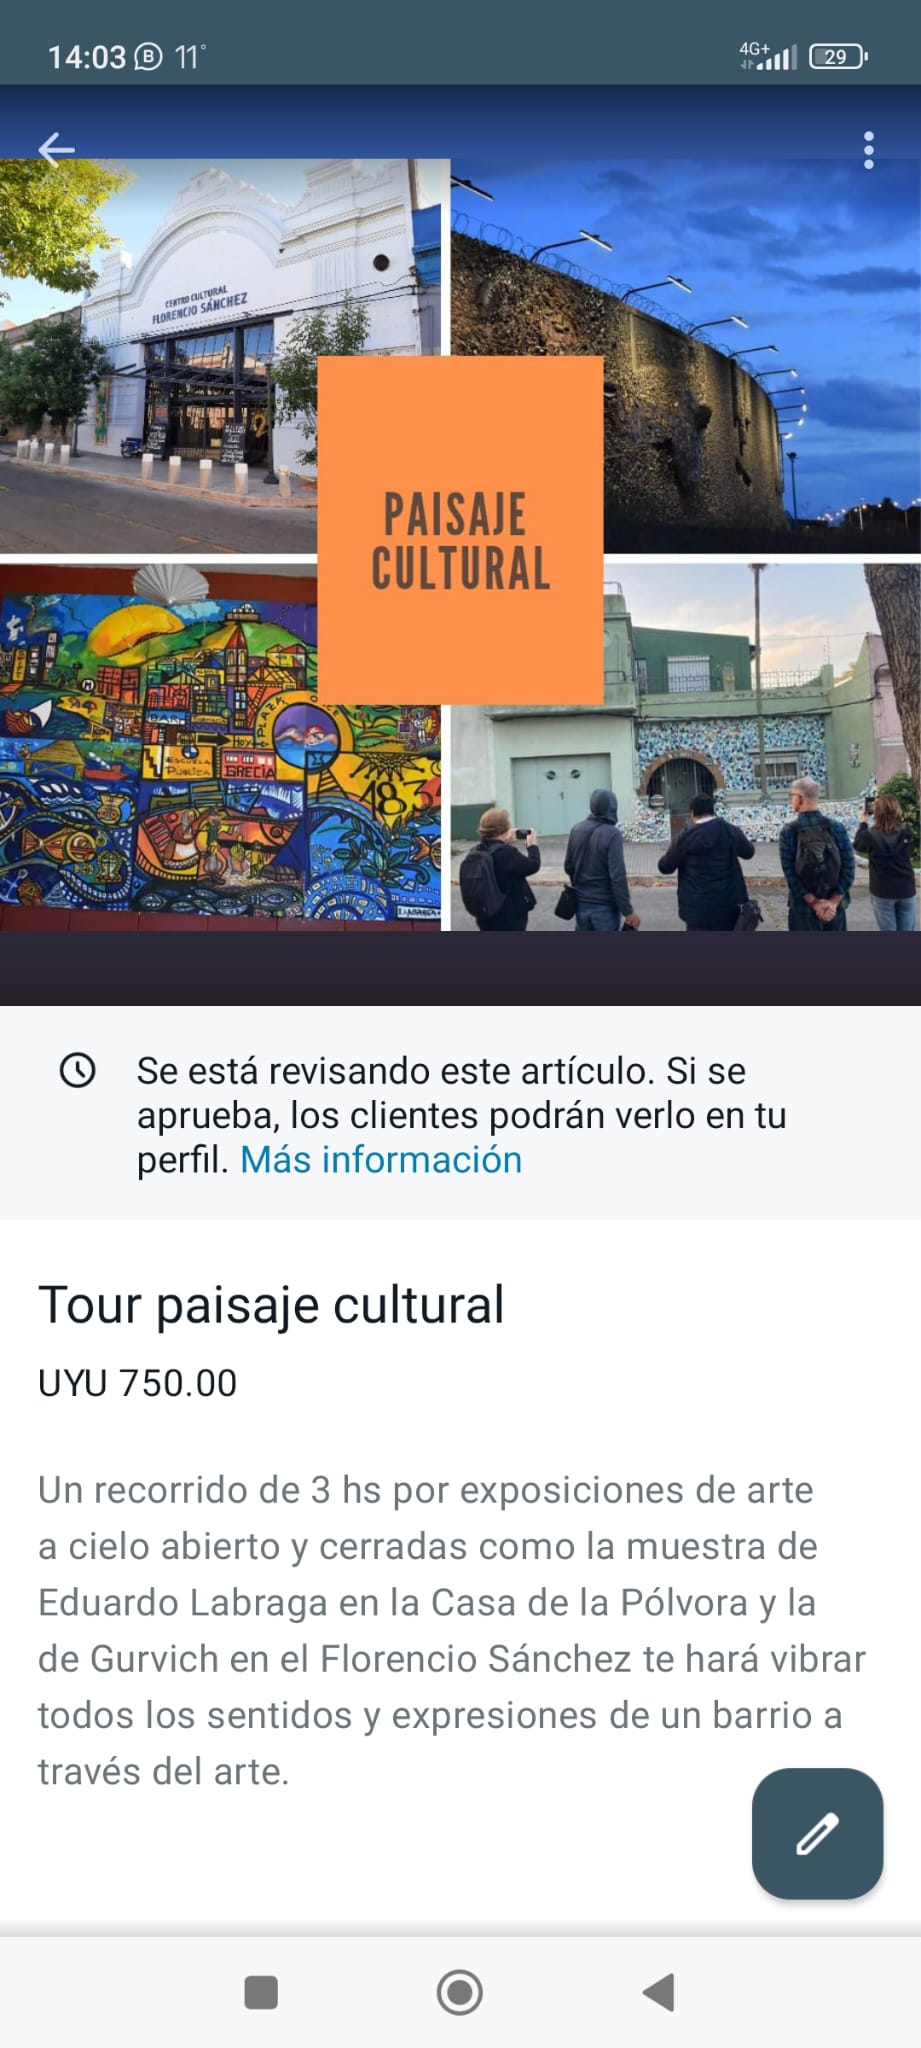 14:03 B 11°
4G+ 29
CENTRO CULTURAL
FLORENCIO SÁNCHEZ
PAISAJE
CULTURAL
BAR
PLAZA
Hoy
ESCUELA
PUBLICA
GRECIA
187
Se está revisando este artículo. Si se
aprueba, los clientes podrán verlo en tu
perfil. Más información
Tour paisaje cultural
UYU 750.00
Un recorrido de 3 hs por exposiciones de arte
a cielo abierto y cerradas como la muestra de
Eduardo Labraga en la Casa de la Pólvora y la
de Gurvich en el Florencio Sánchez te hará vibrar
todos los sentidos y expresiones de un barrio a
través del arte.